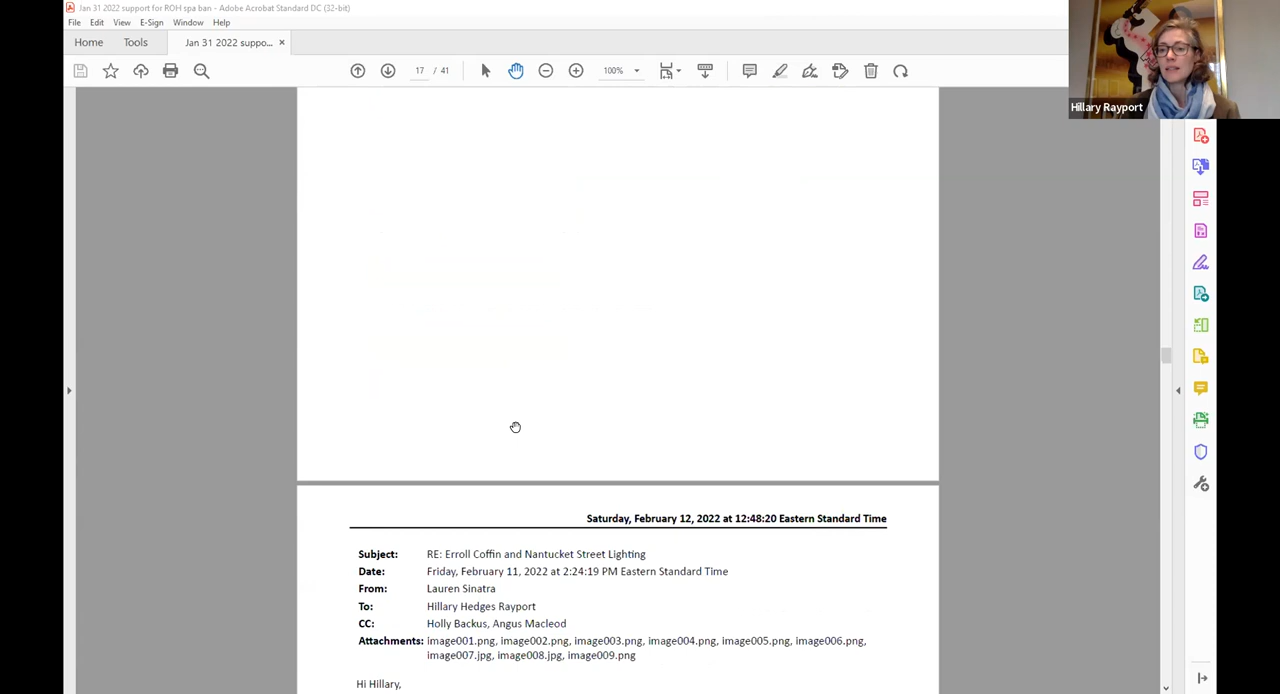 Jan 31 2022 support for ROH spa ban - Adobe Acrobat Standard DC (32-bit)
File Edit View E-Sign Window Help
Home Tools Jan 31 2022 suppo... ×
17 / 41 100%
Hillary Rayport
Saturday, February 12, 2022 at 12:48:20 Eastern Standard Time
Subject: RE: Erroll Coffin and Nantucket Street Lighting
Date: Friday, February 11, 2022 at 2:24:19 PM Eastern Standard Time
From: Lauren Sinatra
To: Hillary Hedges Rayport
CC: Holly Backus, Angus Macleod
Attachments: image001.png, image002.png, image003.png, image004.png, image005.png, image006.png,
image007.jpg, image008.jpg, image009.png
Hi Hillary,